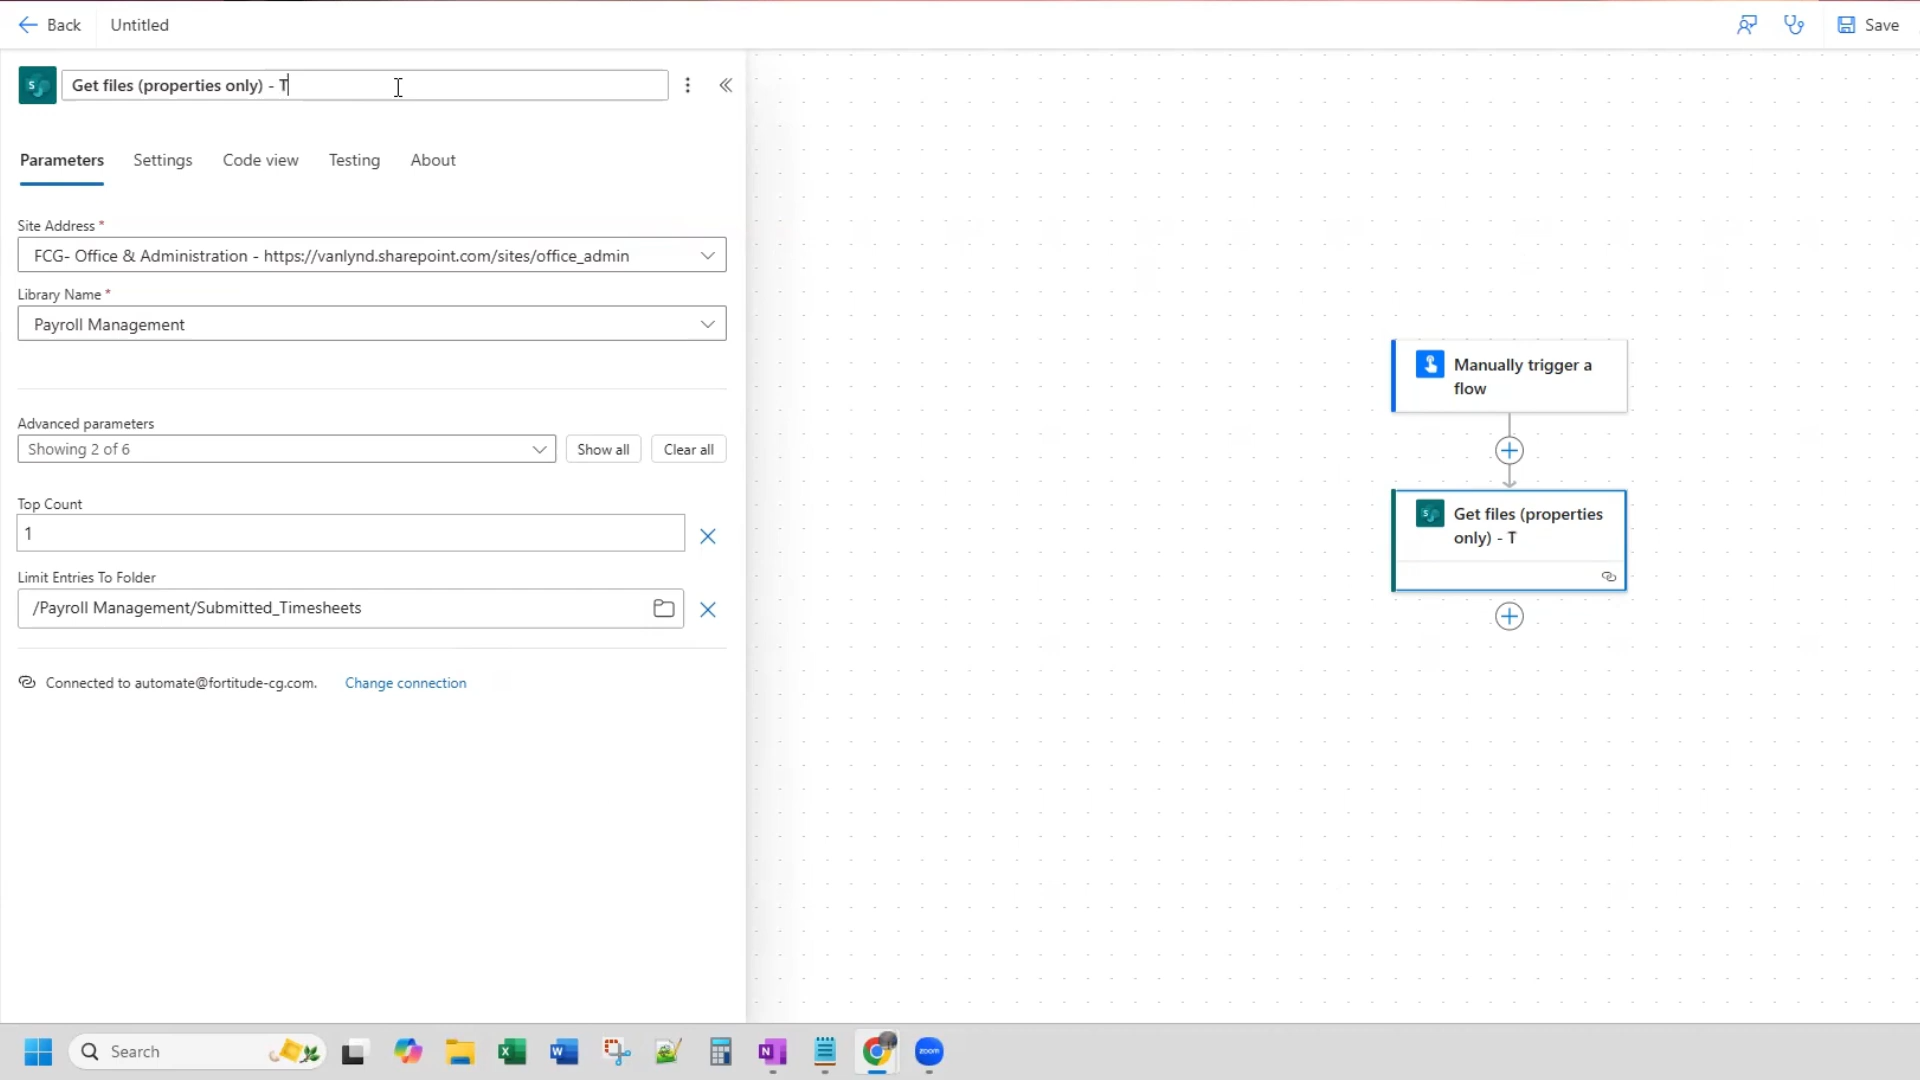 Back
Untitled
Save
Get files (properties only) - T
Parameters
Settings
Code view
Testing
About
Site Address *
FCG- Office & Administration - https://vanlynd.sharepoint.com/sites/office_admin
Library Name *
Payroll Management
Advanced parameters
Showing 2 of 6
Show all
Clear all
Top Count
1
Limit Entries To Folder
/Payroll Management/Submitted_Timesheets
Connected to automate@fortitude-cg.com.
Change connection
Manually trigger a
flow
Get files (properties
only) - T
Search
zoom